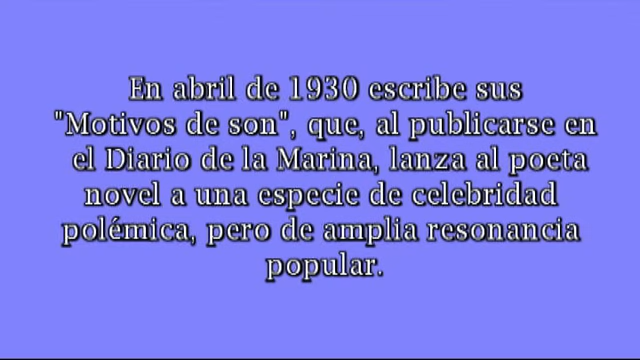 En abril de 1930 escribe sus
"Motivos de son", que, al publicarse en
el Diario de la Marina, lanza al poeta
novel a una especie de celebridad
polémica, pero de amplia resonancia
popular.